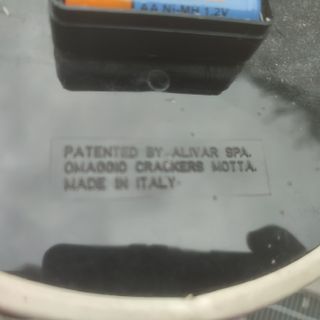 AA Ni-MH 1.2V
PATENTED BY ALIVAR SPA.
OMAGGIO CRACKERS MOTTA.
MADE IN ITALY